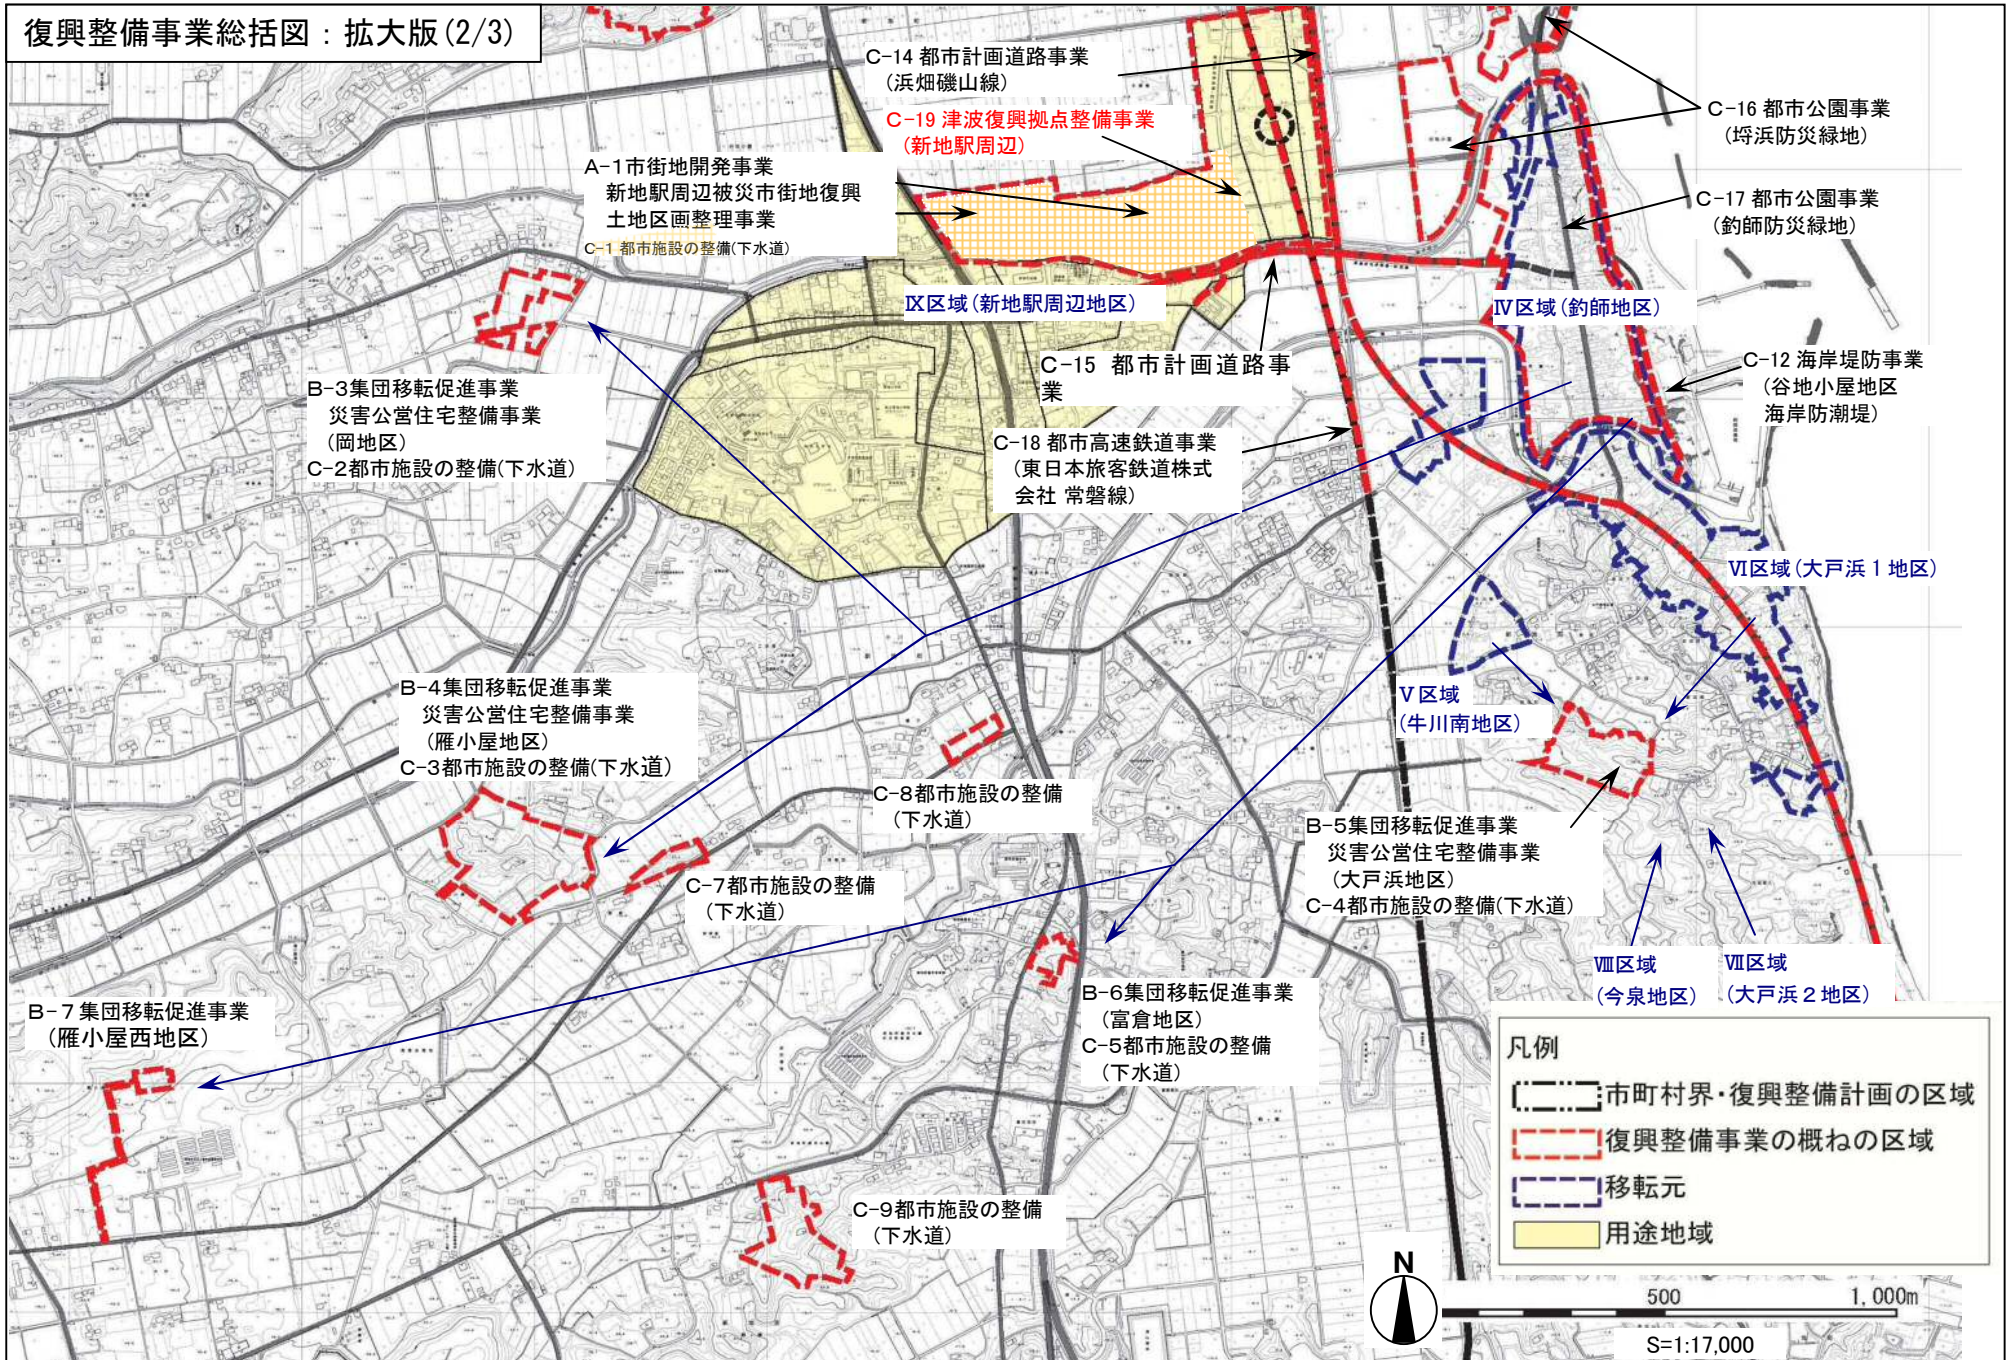 復興整備事業総括図：拡大版(2/3)
C-14 都市計画道路事業
(浜畑磯山線)
C-19 津波復興拠点整備事業
(新地駅周辺)
A-1市街地開発事業
新地駅周辺被災市街地復興
土地区画整理事業
C-1 都市施設の整備(下水道)
C-16 都市公園事業
(埒浜防災緑地)
C-17 都市公園事業
(釣師防災緑地)
Ⅸ区域(新地駅周辺地区)
Ⅳ区域(釣師地区)
C-15 都市計画道路事
業
C-12 海岸堤防事業
(谷地小屋地区
海岸防潮堤)
B-3集団移転促進事業
災害公営住宅整備事業
(岡地区)
C-2都市施設の整備(下水道)
C-18 都市高速鉄道事業
(東日本旅客鉄道株式
会社 常磐線)
Ⅵ区域(大戸浜１地区)
B-4集団移転促進事業
災害公営住宅整備事業
(雁小屋地区)
C-3都市施設の整備(下水道)
Ⅴ区域
(牛川南地区)
C-8都市施設の整備
(下水道)
B-5集団移転促進事業
災害公営住宅整備事業
(大戸浜地区)
C-4都市施設の整備(下水道)
C-7都市施設の整備
(下水道)
Ⅷ区域
(今泉地区)
Ⅶ区域
(大戸浜２地区)
B-6集団移転促進事業
(富倉地区)
C-5都市施設の整備
(下水道)
B-７集団移転促進事業
(雁小屋西地区)
C-9都市施設の整備
(下水道)
凡例
市町村界・復興整備計画の区域
復興整備事業の概ねの区域
移転元
用途地域
N
500
1,000m
S=1:17,000